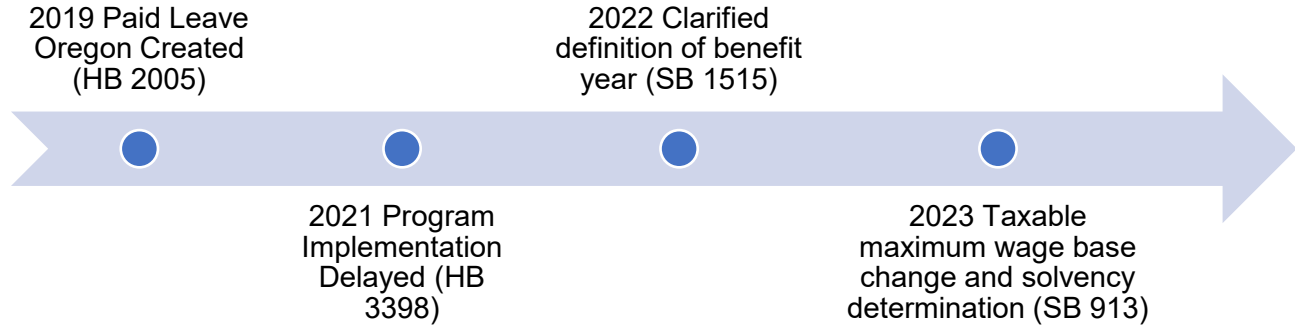 2019 Paid Leave
Oregon Created
(HB 2005)
2021 Program
Implementation
Delayed (HB
3398)
2022 Clarified
definition of benefit
year (SB 1515)
2023 Taxable
maximum wage base
change and solvency
determination (SB 913)